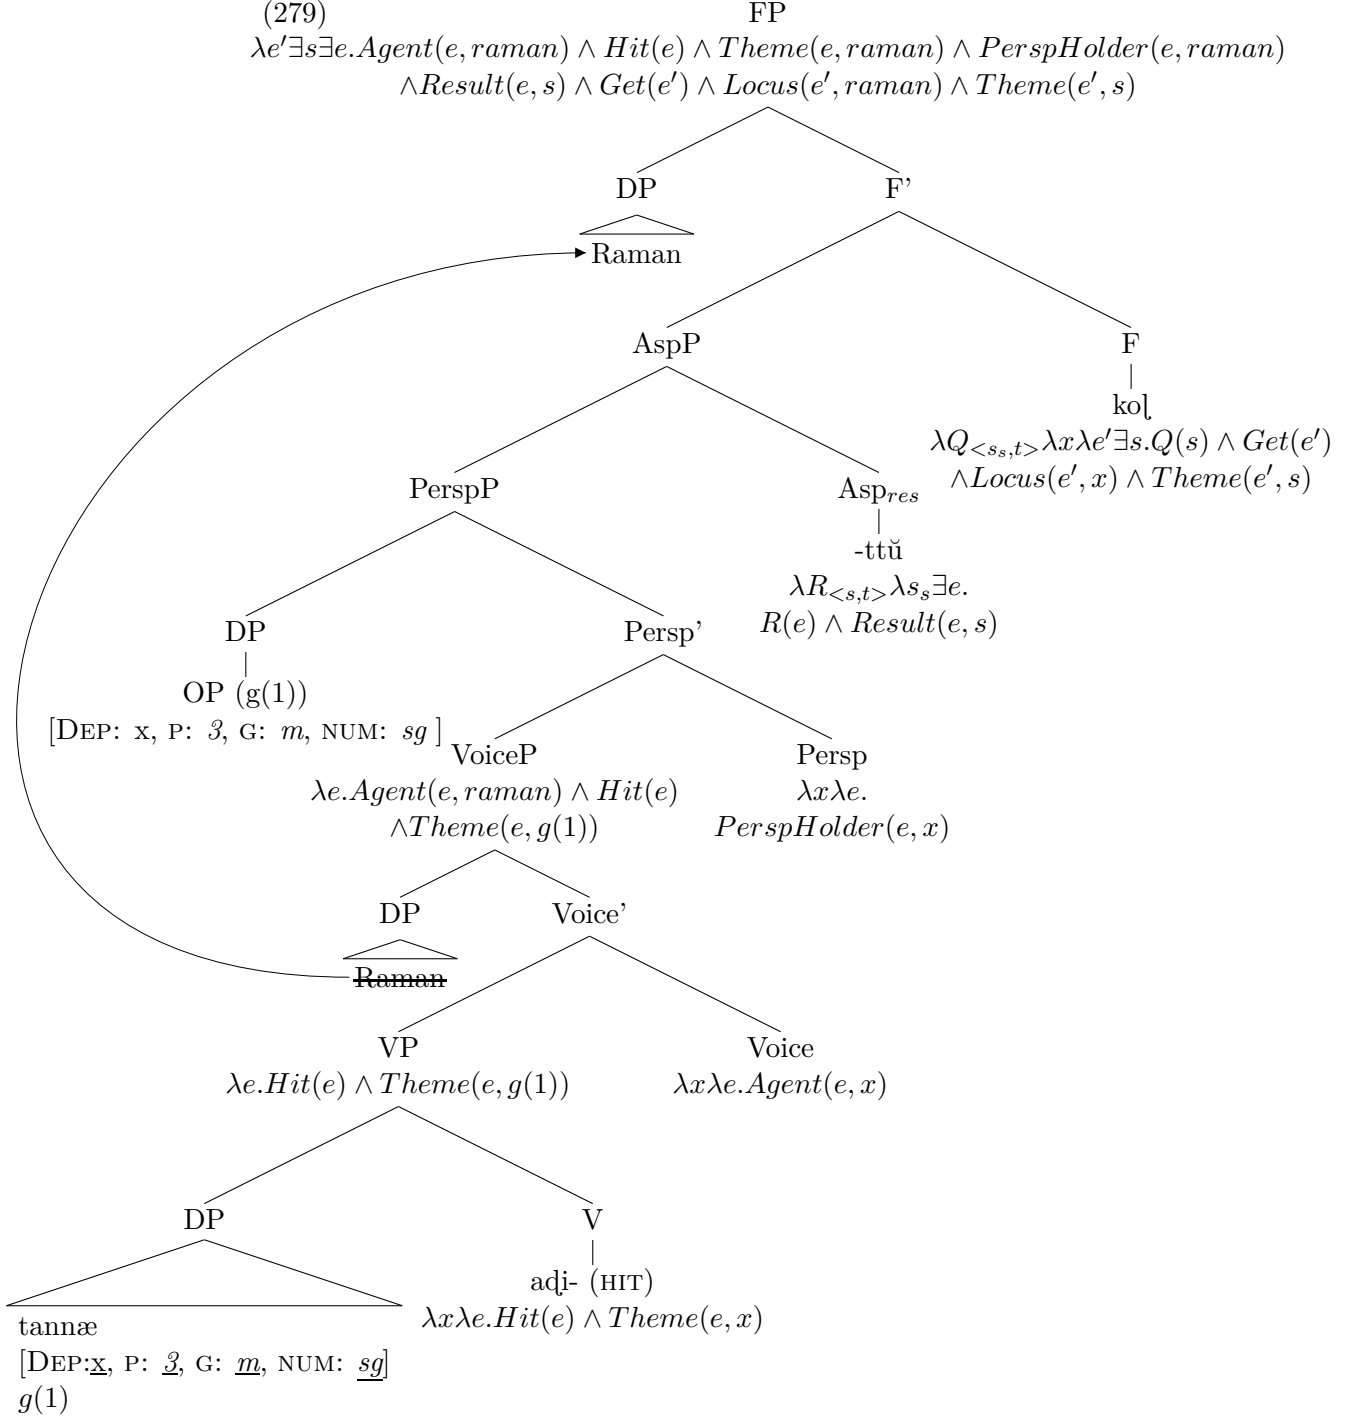 (279)
FP
λe′∃s∃e.Agent(e, raman) ∧ Hit(e) ∧ Theme(e, raman) ∧ PerspHolder(e, raman)
∧Result(e, s) ∧ Get(e′) ∧ Locus(e′, raman) ∧ Theme(e′, s)
DP
F’
Raman
AspP
F
koɭ
λQ<s_s,t>λxλe′∃s.Q(s) ∧ Get(e′)
∧Locus(e′, x) ∧ Theme(e′, s)
PerspP
Asp_res
-ttŭ
λR<s,t>λs_s∃e.
R(e) ∧ Result(e, s)
DP
Persp’
OP (g(1))
[DEP: x, P: 3, G: m, NUM: sg ]
VoiceP
Persp
λe.Agent(e, raman) ∧ Hit(e)
∧Theme(e, g(1))
λxλe.
PerspHolder(e, x)
DP
Voice’
Raman
VP
Voice
λe.Hit(e) ∧ Theme(e, g(1))
λxλe.Agent(e, x)
DP
V
aɖi- (HIT)
λxλe.Hit(e) ∧ Theme(e, x)
tannæ
[DEP:x, P: 3, G: m, NUM: sg]
g(1)